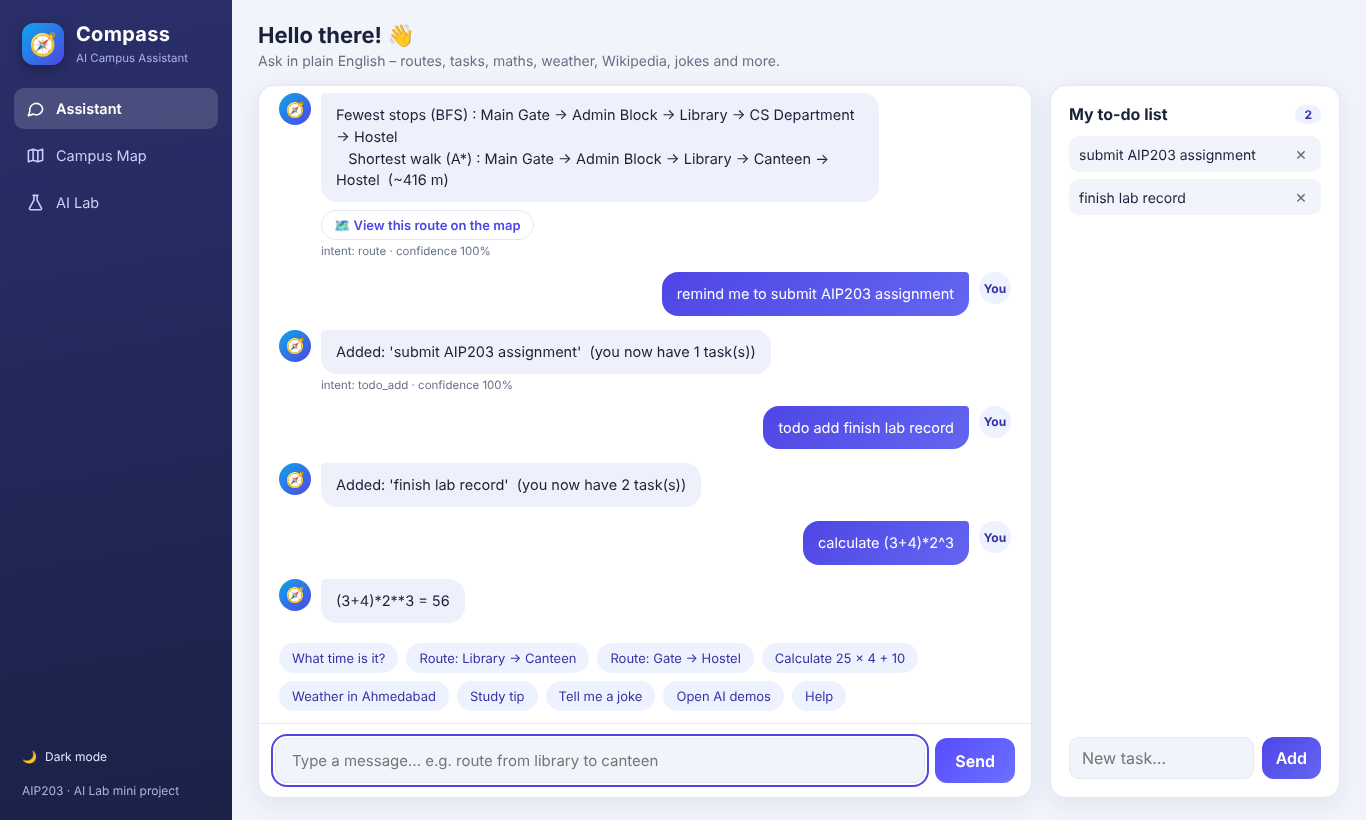 Compass
AI Campus Assistant
Assistant
Campus Map
AI Lab
🌙 Dark mode
AIP203 · AI Lab mini project
Hello there! 👋
Ask in plain English – routes, tasks, maths, weather, Wikipedia, jokes and more.
Fewest stops (BFS) : Main Gate → Admin Block → Library → CS Department
→ Hostel
Shortest walk (A*) : Main Gate → Admin Block → Library → Canteen →
Hostel  (~416 m)
🗺️ View this route on the map
intent: route · confidence 100%
remind me to submit AIP203 assignment
You
Added: 'submit AIP203 assignment'  (you now have 1 task(s))
intent: todo_add · confidence 100%
todo add finish lab record
You
Added: 'finish lab record'  (you now have 2 task(s))
calculate (3+4)*2^3
You
(3+4)*2**3 = 56
What time is it?
Route: Library → Canteen
Route: Gate → Hostel
Calculate 25 × 4 + 10
Weather in Ahmedabad
Study tip
Tell me a joke
Open AI demos
Help
Type a message... e.g. route from library to canteen
Send
My to-do list
2
submit AIP203 assignment ✕
finish lab record ✕
New task...
Add